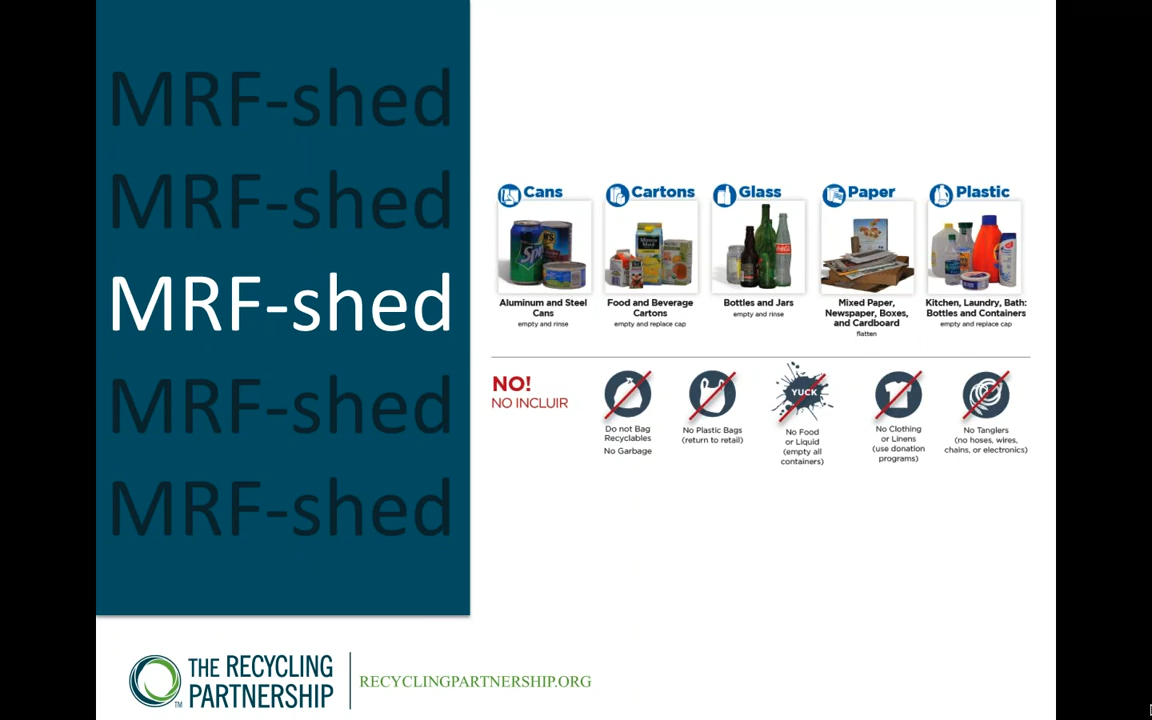 MRF-shed
MRF-shed
MRF-shed
MRF-shed
MRF-shed
Cans
Aluminum and Steel
Cans
empty and rinse
Cartons
Food and Beverage
Cartons
empty and replace cap
Glass
Bottles and Jars
empty and rinse
Paper
Mixed Paper,
Newspaper, Boxes,
and Cardboard
flatten
Plastic
Kitchen, Laundry, Bath:
Bottles and Containers
empty and replace cap
NO!
NO INCLUIR
Do not Bag
Recyclables
No Garbage
No Plastic Bags
(return to retail)
YUCK
No Food
or Liquid
(empty all
containers)
No Clothing
or Linens
(use donation
programs)
No Tanglers
(no hoses, wires,
chains, or electronics)
THE RECYCLING
PARTNERSHIP
TM
RECYCLINGPARTNERSHIP.ORG